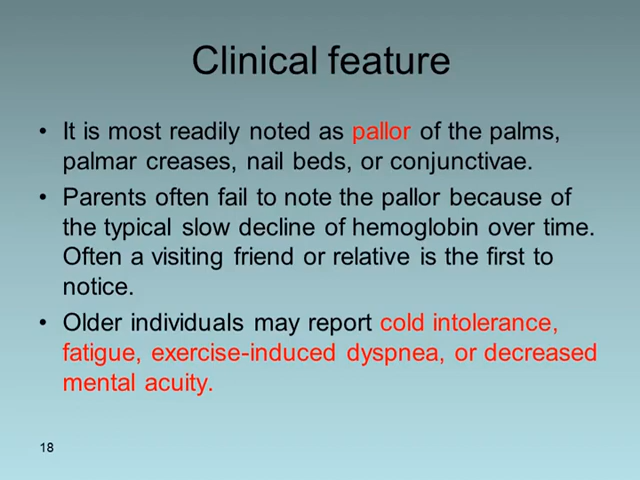 Clinical feature
• It is most readily noted as pallor of the palms,
palmar creases, nail beds, or conjunctivae.
• Parents often fail to note the pallor because of
the typical slow decline of hemoglobin over time.
Often a visiting friend or relative is the first to
notice.
• Older individuals may report cold intolerance,
fatigue, exercise-induced dyspnea, or decreased
mental acuity.
18